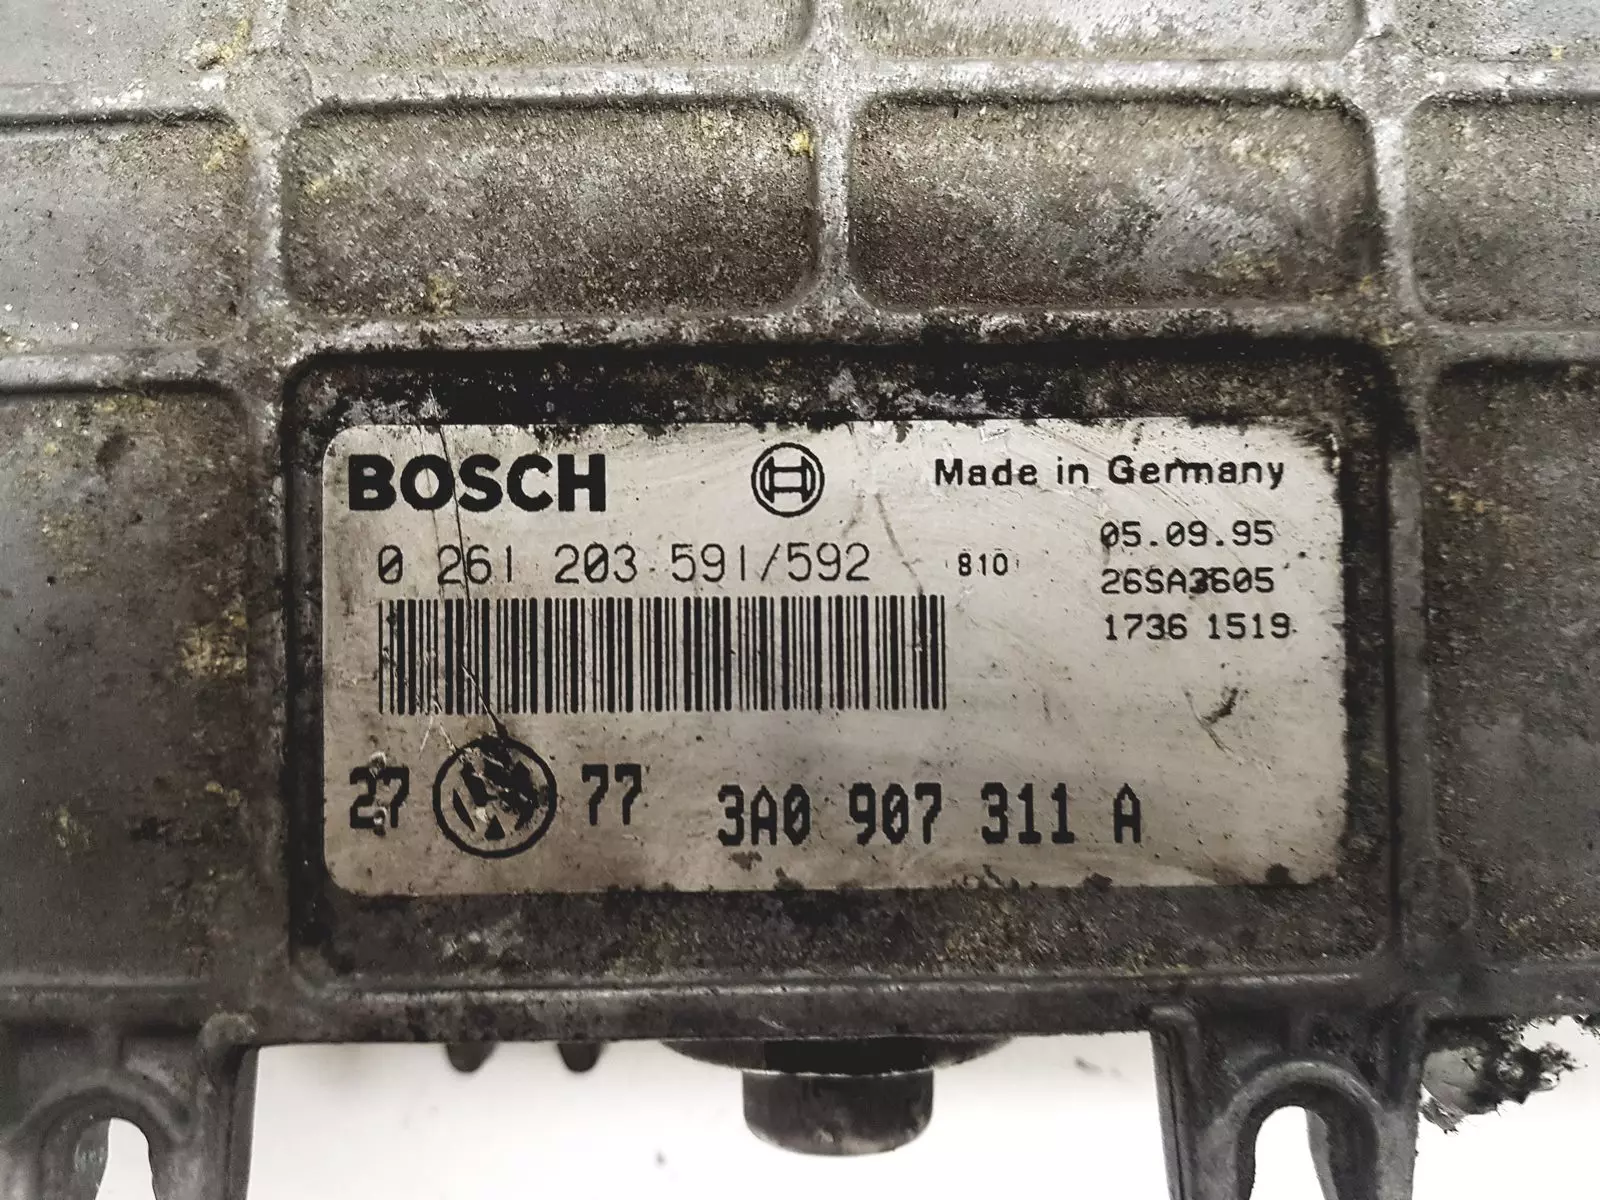 BOSCH Made in Germany
0 261 203 591/592 810 05.09.95
26SA3605
1736 1519
27 77 3A0 907 311 A